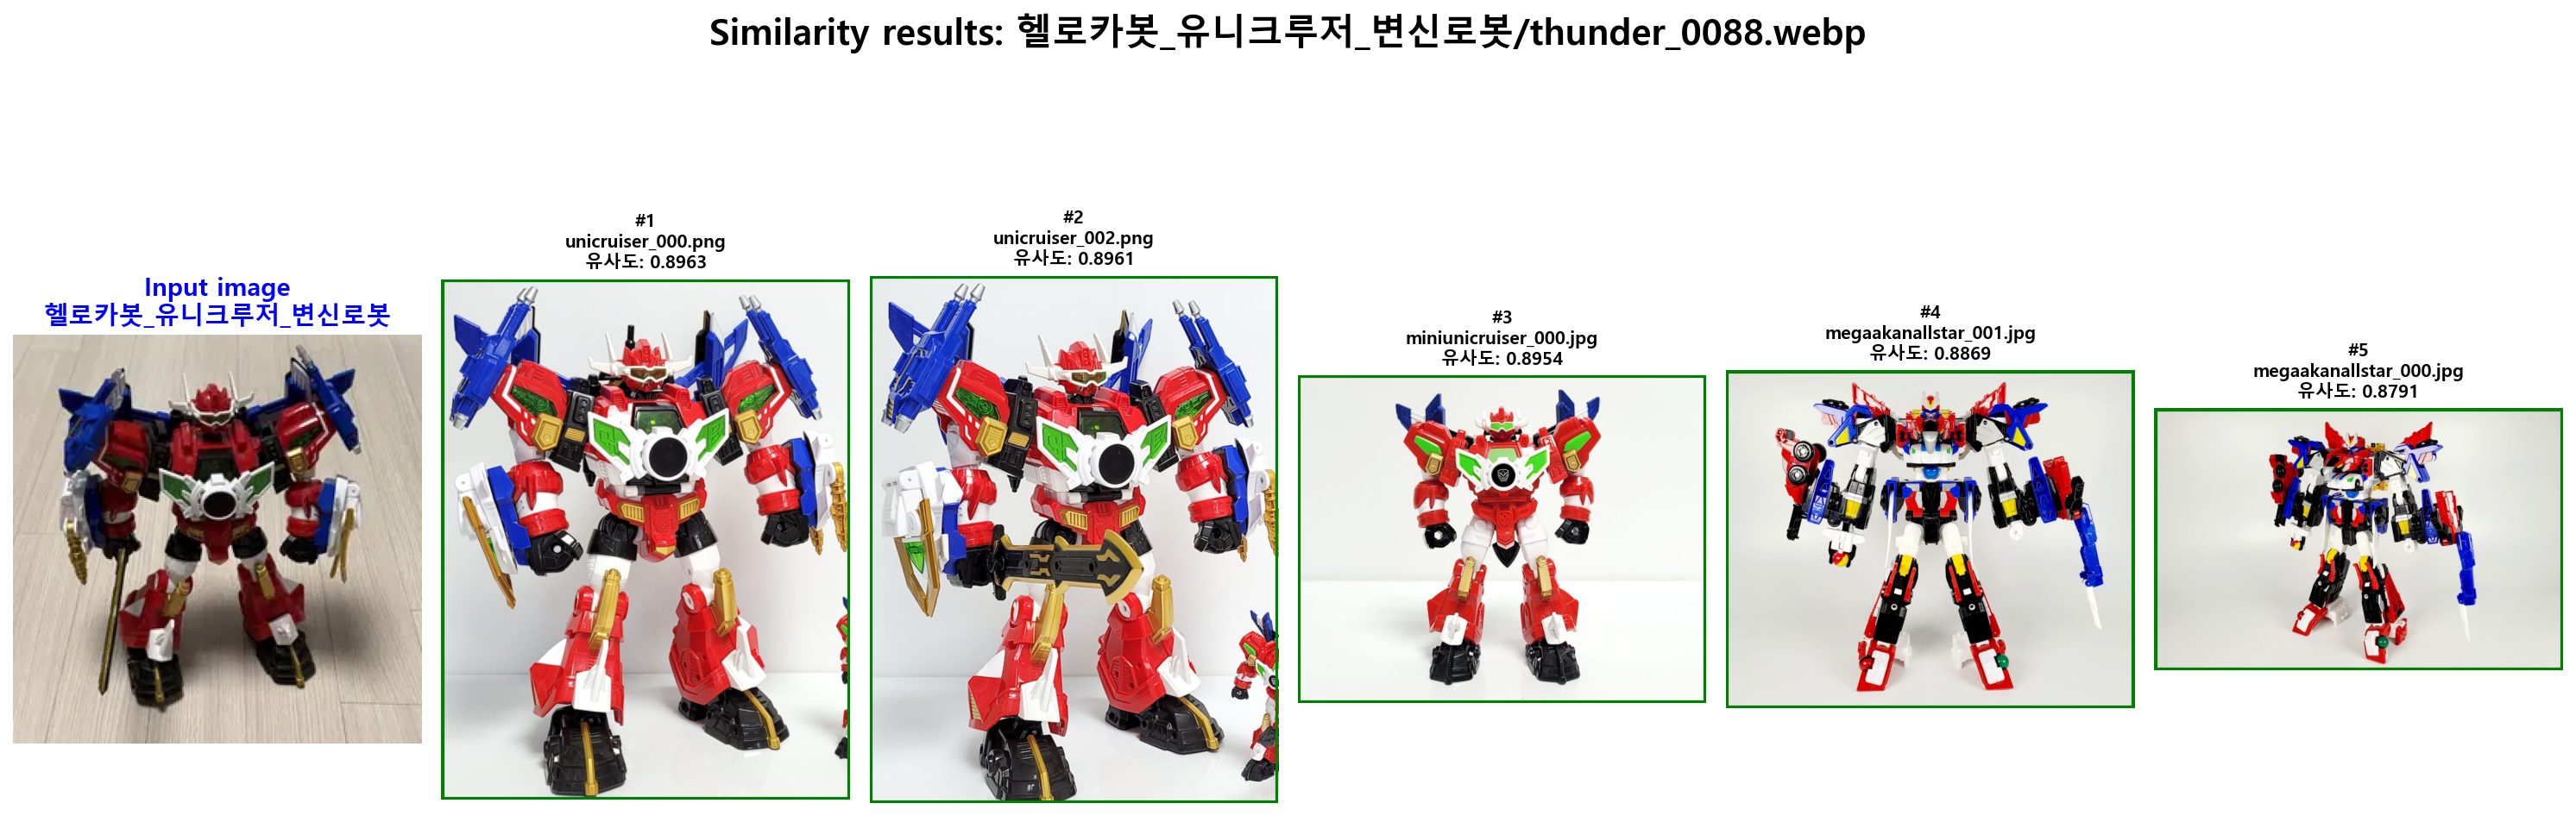 Similarity results: 헬로카봇_유니크루저_변신로봇/thunder_0088.webp
Input image
헬로카봇_유니크루저_변신로봇
#1
unicruiser_000.png
유사도: 0.8963
#2
unicruiser_002.png
유사도: 0.8961
#3
miniunicruiser_000.jpg
유사도: 0.8954
#4
megaakanallstar_001.jpg
유사도: 0.8869
#5
megaakanallstar_000.jpg
유사도: 0.8791